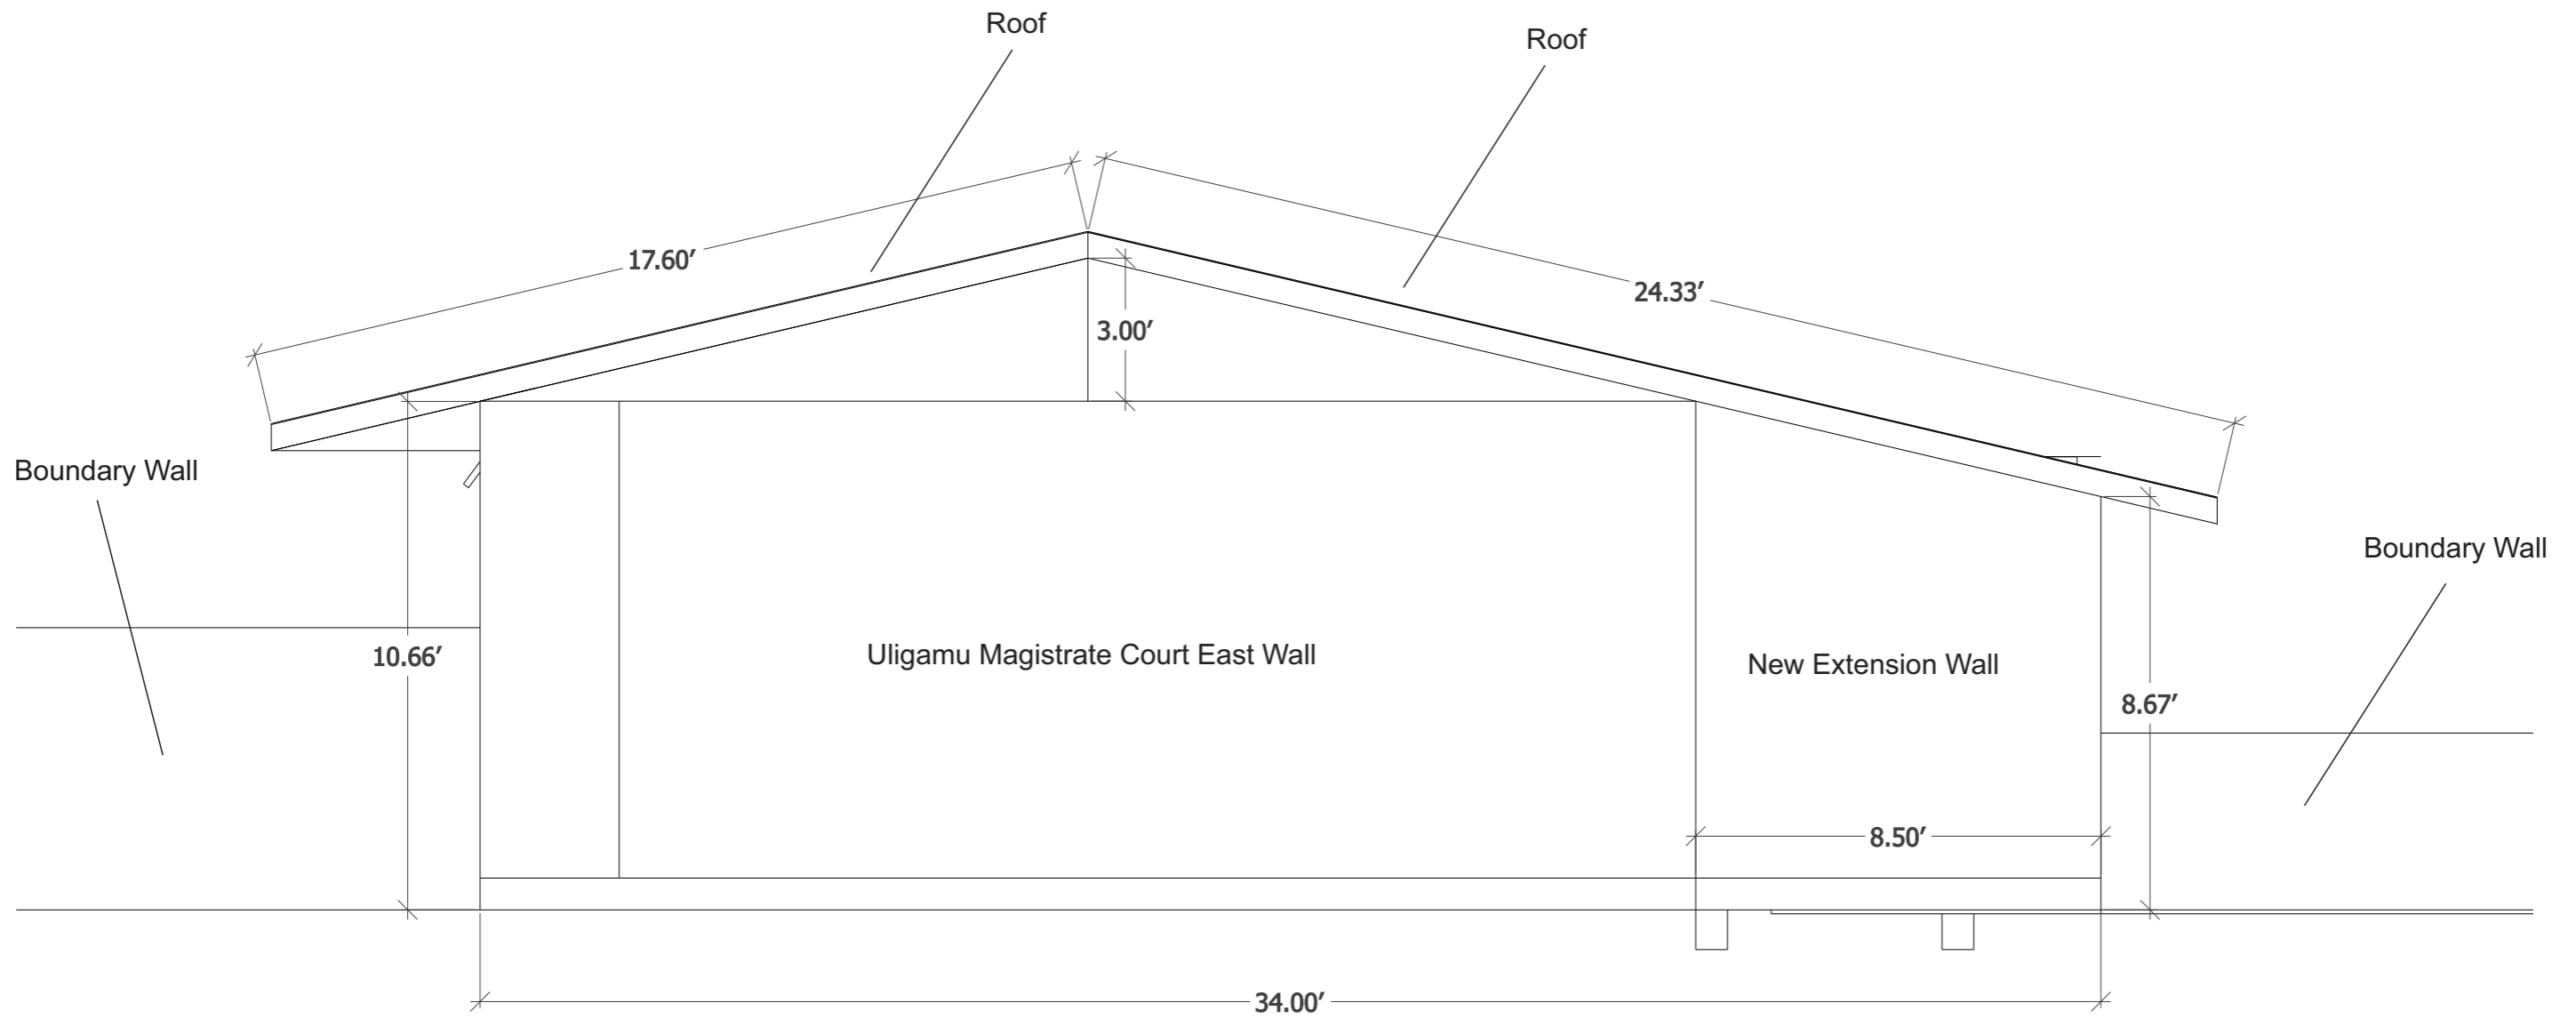 Roof
Roof
17.60′
24.33′
3.00′
Boundary Wall
Boundary Wall
10.66′
Uligamu Magistrate Court East Wall
New Extension Wall
8.67′
8.50′
34.00′